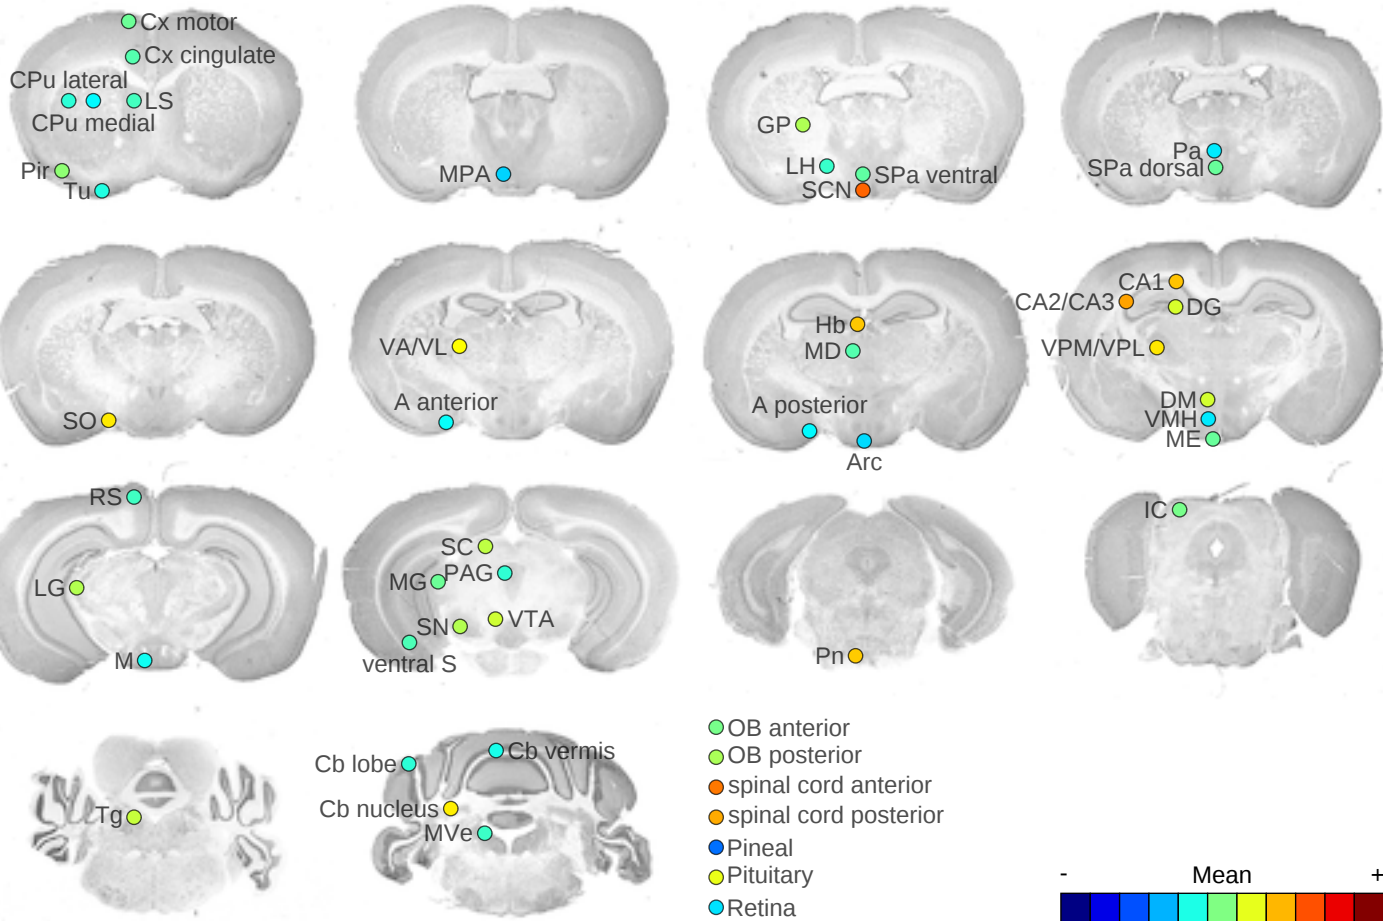 Cx motor
Cx cingulate
CPu lateral
LS
CPu medial
Pir
Tu
MPA
GP
LH
SPa ventral
SCN
Pa
SPa dorsal
SO
VA/VL
A anterior
Hb
MD
A posterior
Arc
CA1
CA2/CA3
DG
VPM/VPL
DM
VMH
ME
RS
LG
M
SC
PAG
MG
VTA
SN
ventral S
Pn
IC
Tg
Cb vermis
Cb lobe
Cb nucleus
MVe
OB anterior
OB posterior
spinal cord anterior
spinal cord posterior
Pineal
Pituitary
Retina
- Mean +